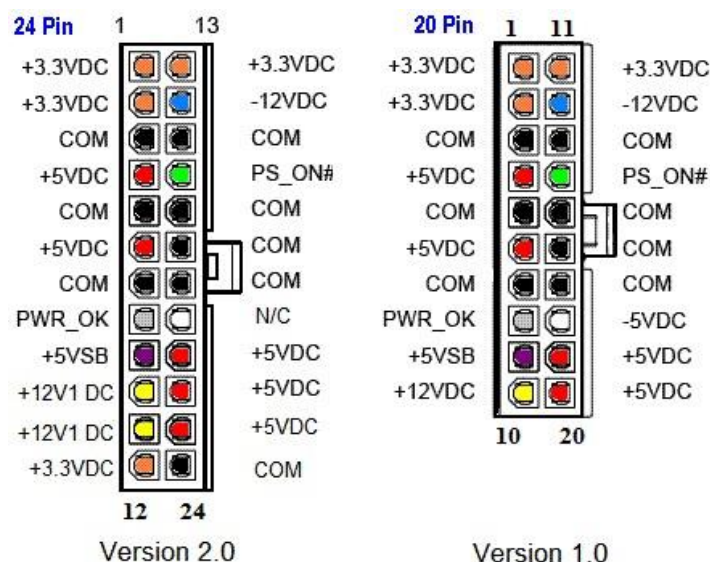 24 Pin 1 13
+3.3VDC +3.3VDC
+3.3VDC -12VDC
COM COM
+5VDC PS_ON#
COM COM
+5VDC COM
COM COM
PWR_OK N/C
+5VSB +5VDC
+12V1 DC +5VDC
+12V1 DC +5VDC
+3.3VDC COM
12 24
Version 2.0
20 Pin 1 11
+3.3VDC +3.3VDC
+3.3VDC -12VDC
COM COM
+5VDC PS_ON#
COM COM
+5VDC COM
COM COM
PWR_OK -5VDC
+5VSB +5VDC
+12VDC +5VDC
10 20
Version 1.0